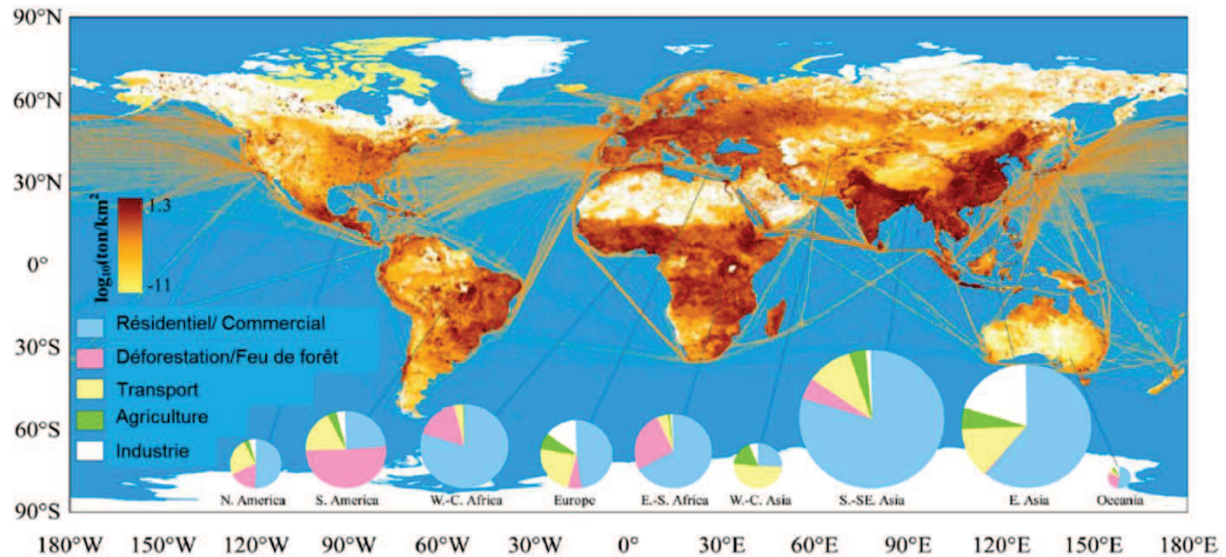 90°N
60°N
30°N
0°
30°S
60°S
90°S
log₁₀(ton/km²)
1.3
-11
Résidentiel/ Commercial
Déforestation/Feu de forêt
Transport
Agriculture
Industrie
N. America S. America W.-C. Africa Europe E.-S. Africa W.-C. Asia S.-SE. Asia E. Asia Oceania
180°W 150°W 120°W 90°W 60°W 30°W 0° 30°E 60°E 90°E 120°E 150°E 180°E